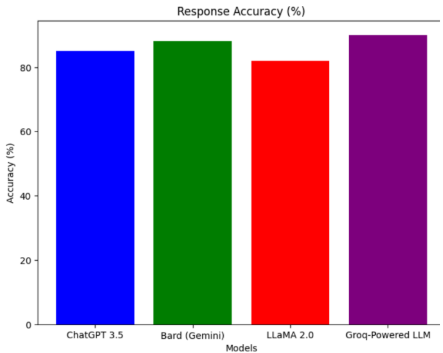 Response Accuracy (%)
Accuracy (%)
80
60
40
20
0
ChatGPT 3.5 Bard (Gemini) LLaMA 2.0 Groq-Powered LLM
Models